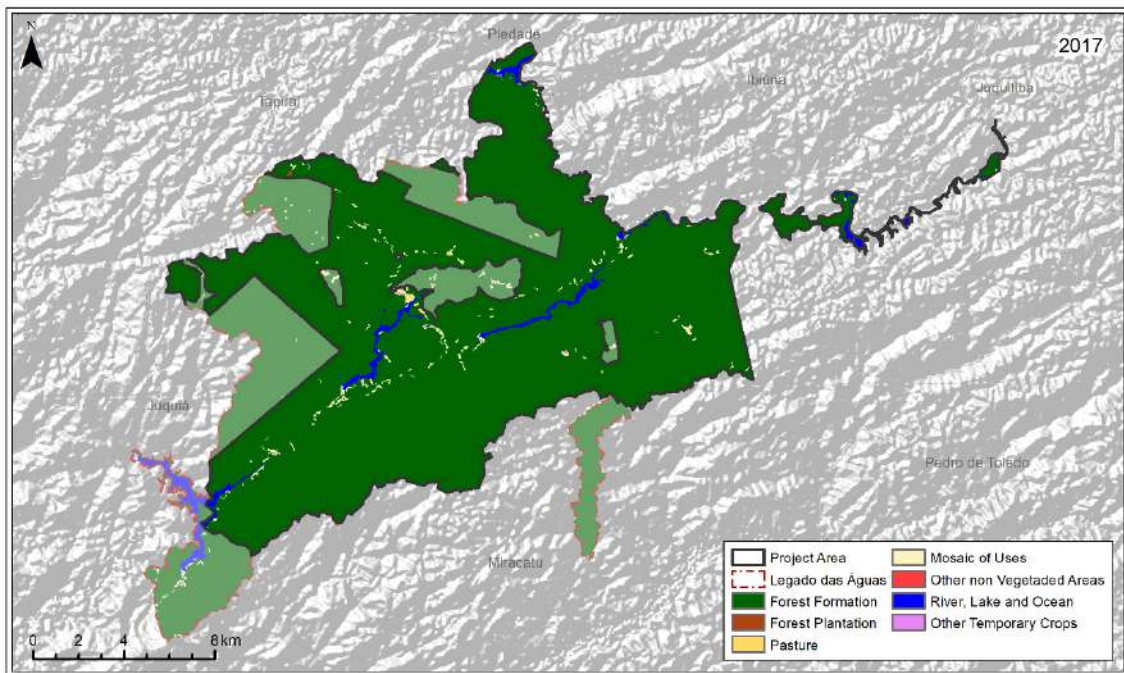 N
Piedade
2017
Ibiúna
Juquitiba
Tapiraí
Juquiá
Pedro de Toledo
Miracatu
Project Area
Legado das Águas
Forest Formation
Forest Plantation
Pasture
Mosaic of Uses
Other non Vegetaded Areas
River, Lake and Ocean
Other Temporary Crops
0 2 4 8 km